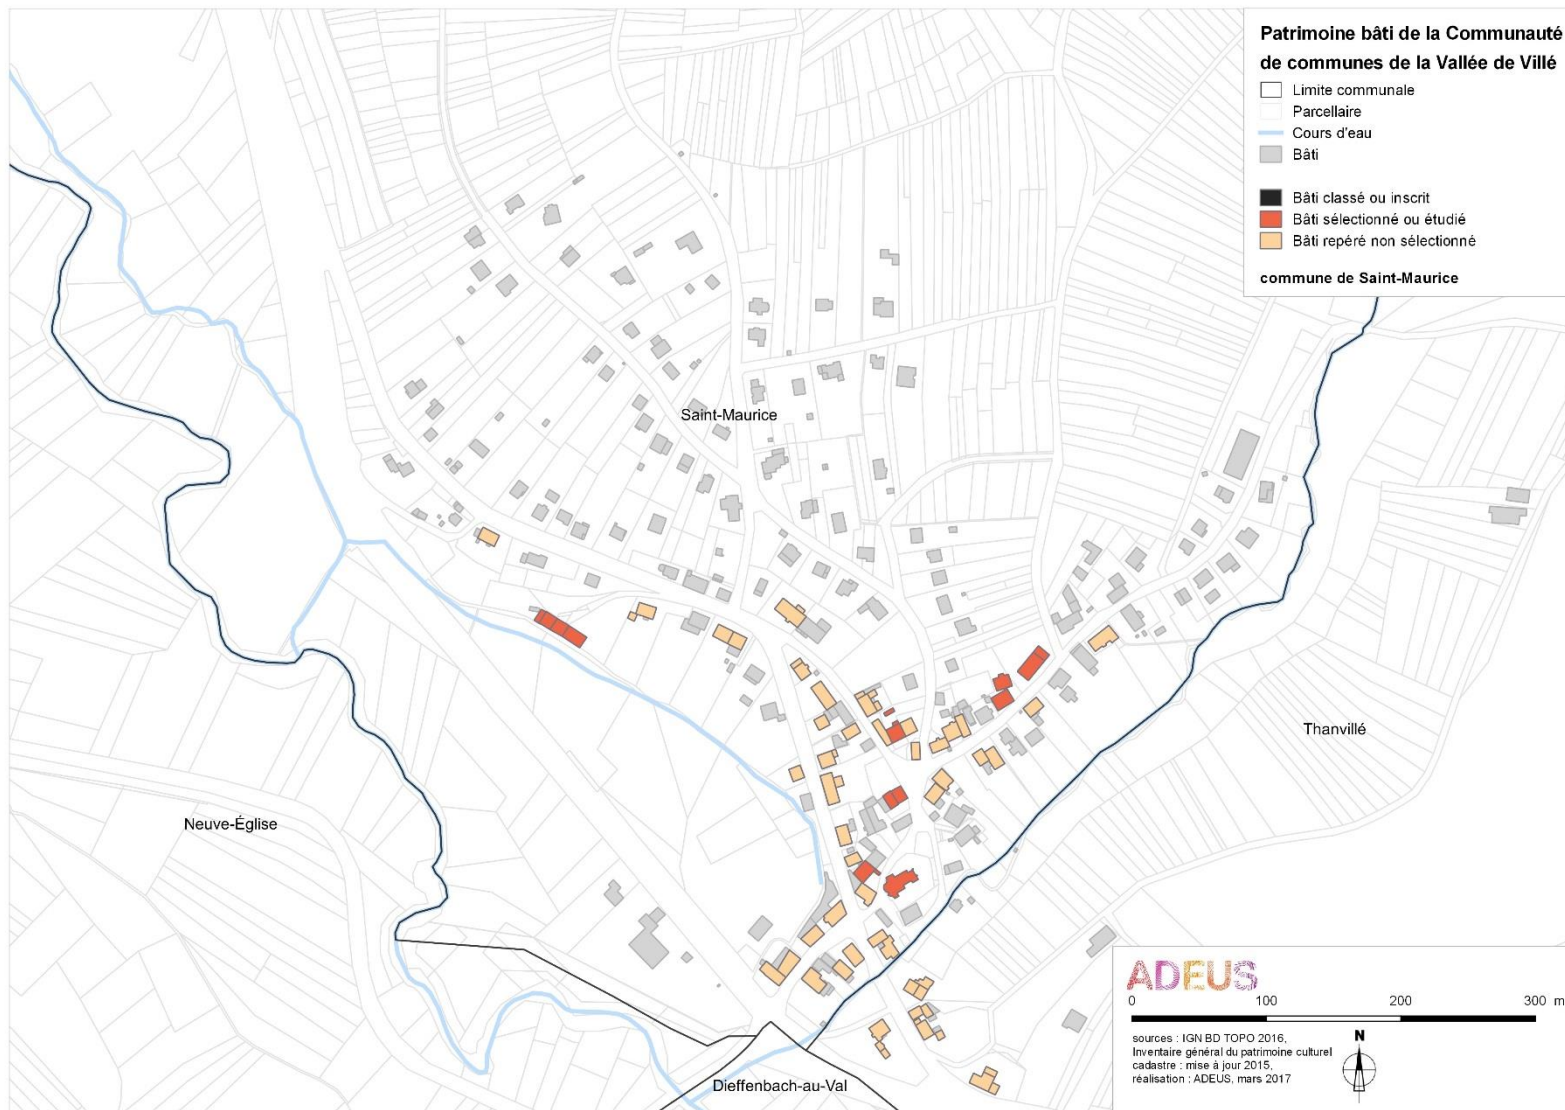 Patrimoine bâti de la Communauté
de communes de la Vallée de Villé
Limite communale
Parcellaire
Cours d'eau
Bâti
Bâti classé ou inscrit
Bâti sélectionné ou étudié
Bâti repéré non sélectionné
commune de Saint-Maurice
Saint-Maurice
Thanvillé
Neuve-Église
Dieffenbach-au-Val
ADEUS
0 100 200 300 m
sources : IGN BD TOPO 2016,
Inventaire général du patrimoine culturel
cadastre : mise à jour 2015,
réalisation : ADEUS, mars 2017
N